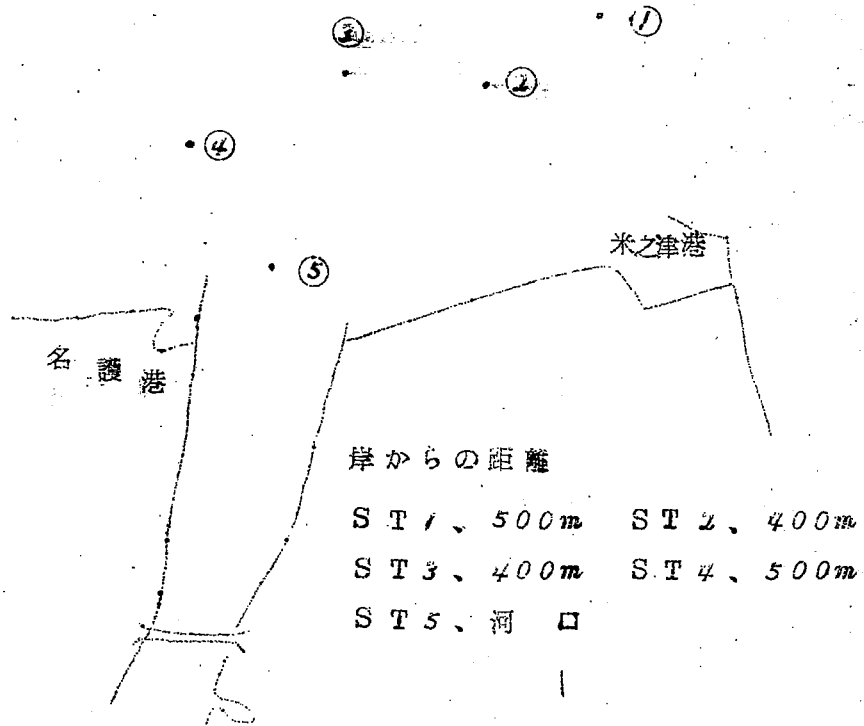 ①
③
②
④
米之津港
⑤
名護港
岸からの距離
ST1、500m ST2、400m
ST3、400m ST4、500m
ST5、河口